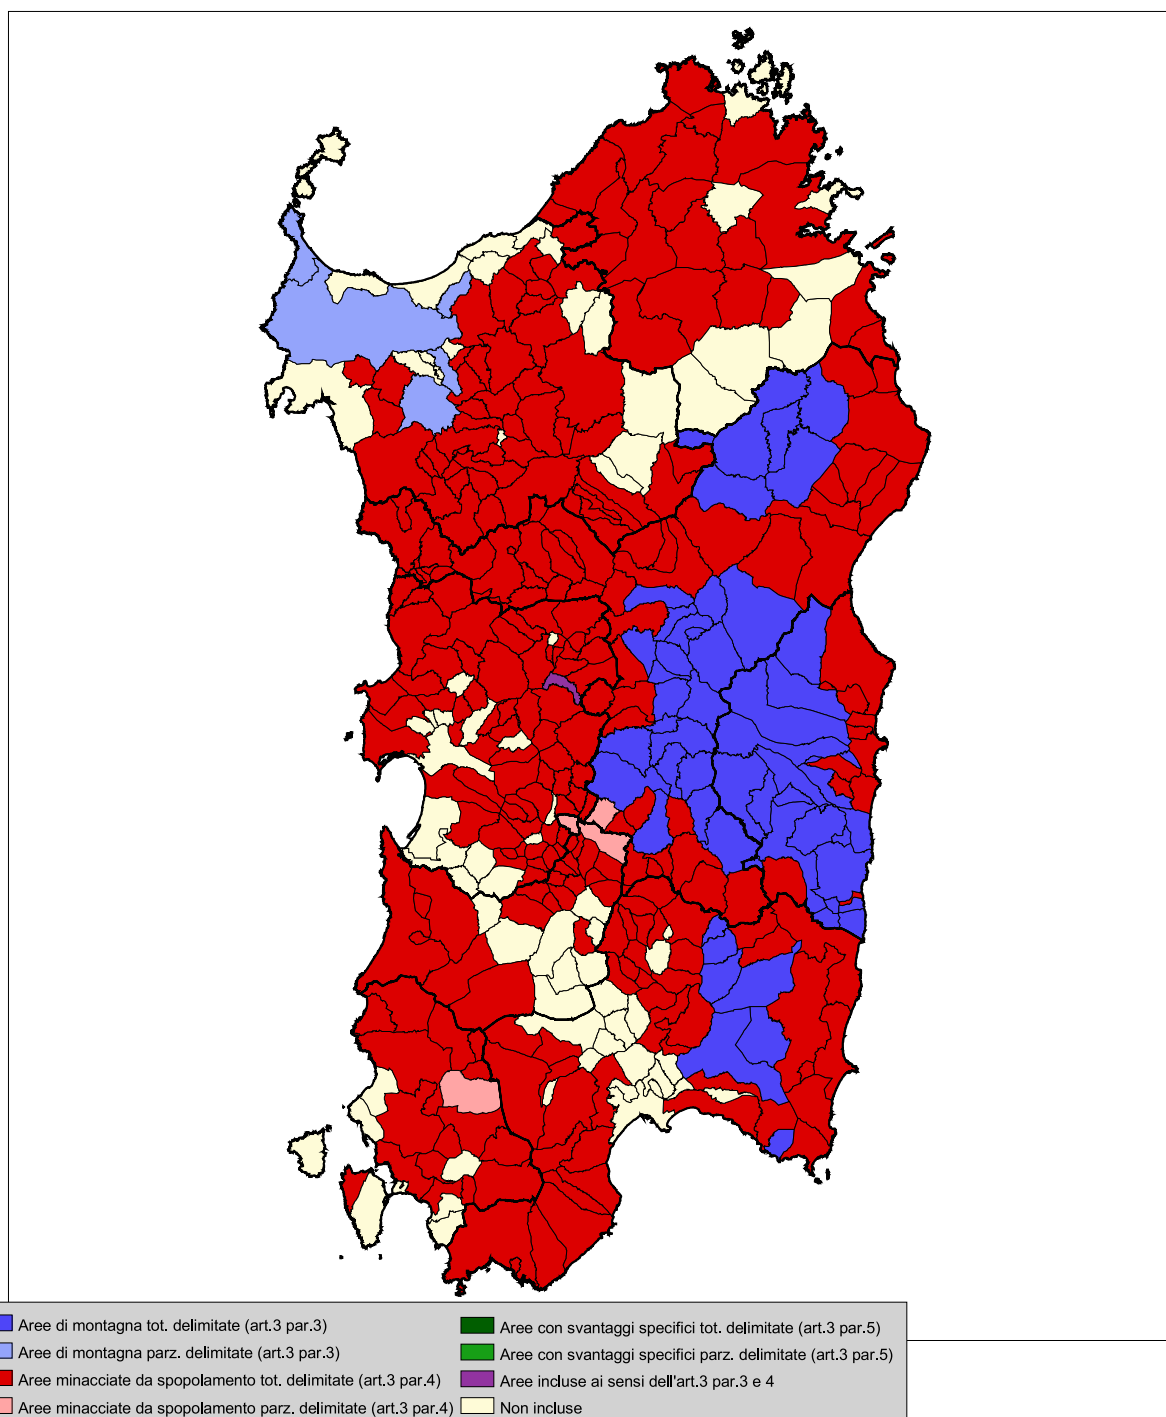 Aree di montagna tot. delimitate (art.3 par.3)
Aree di montagna parz. delimitate (art.3 par.3)
Aree minacciate da spopolamento tot. delimitate (art.3 par.4)
Aree minacciate da spopolamento parz. delimitate (art.3 par.4)
Aree con svantaggi specifici tot. delimitate (art.3 par.5)
Aree con svantaggi specifici parz. delimitate (art.3 par.5)
Aree incluse ai sensi dell'art.3 par.3 e 4
Non incluse